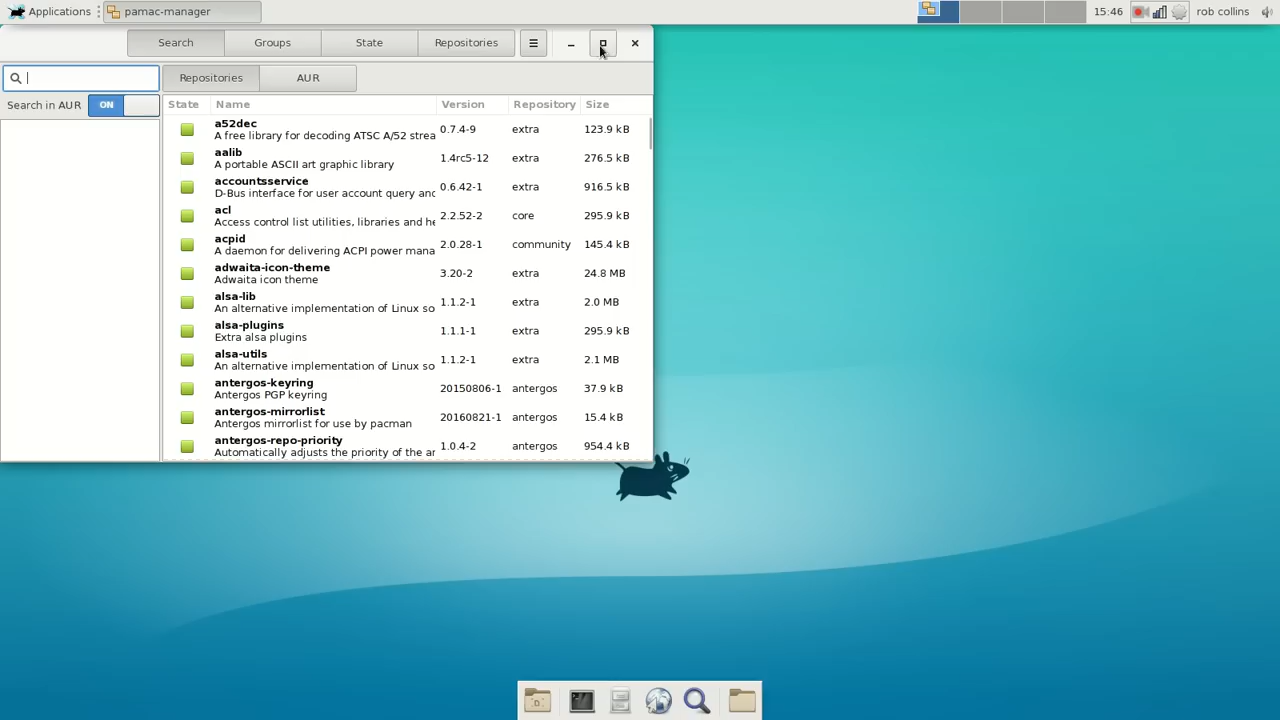 Applications pamac-manager 15:46 rob collins
Search Groups State Repositories
Repositories AUR
Search in AUR ON
State Name Version Repository Size
a52dec
A free library for decoding ATSC A/52 strea 0.7.4-9 extra 123.9 kB
aalib
A portable ASCII art graphic library 1.4rc5-12 extra 276.5 kB
accountsservice
D-Bus interface for user account query and 0.6.42-1 extra 916.5 kB
acl
Access control list utilities, libraries and he 2.2.52-2 core 295.9 kB
acpid
A daemon for delivering ACPI power mana 2.0.28-1 community 145.4 kB
adwaita-icon-theme
Adwaita icon theme 3.20-2 extra 24.8 MB
alsa-lib
An alternative implementation of Linux so 1.1.2-1 extra 2.0 MB
alsa-plugins
Extra alsa plugins 1.1.1-1 extra 295.9 kB
alsa-utils
An alternative implementation of Linux so 1.1.2-1 extra 2.1 MB
antergos-keyring
Antergos PGP keyring 20150806-1 antergos 37.9 kB
antergos-mirrorlist
Antergos mirrorlist for use by pacman 20160821-1 antergos 15.4 kB
antergos-repo-priority
Automatically adjusts the priority of the ar 1.0.4-2 antergos 954.4 kB